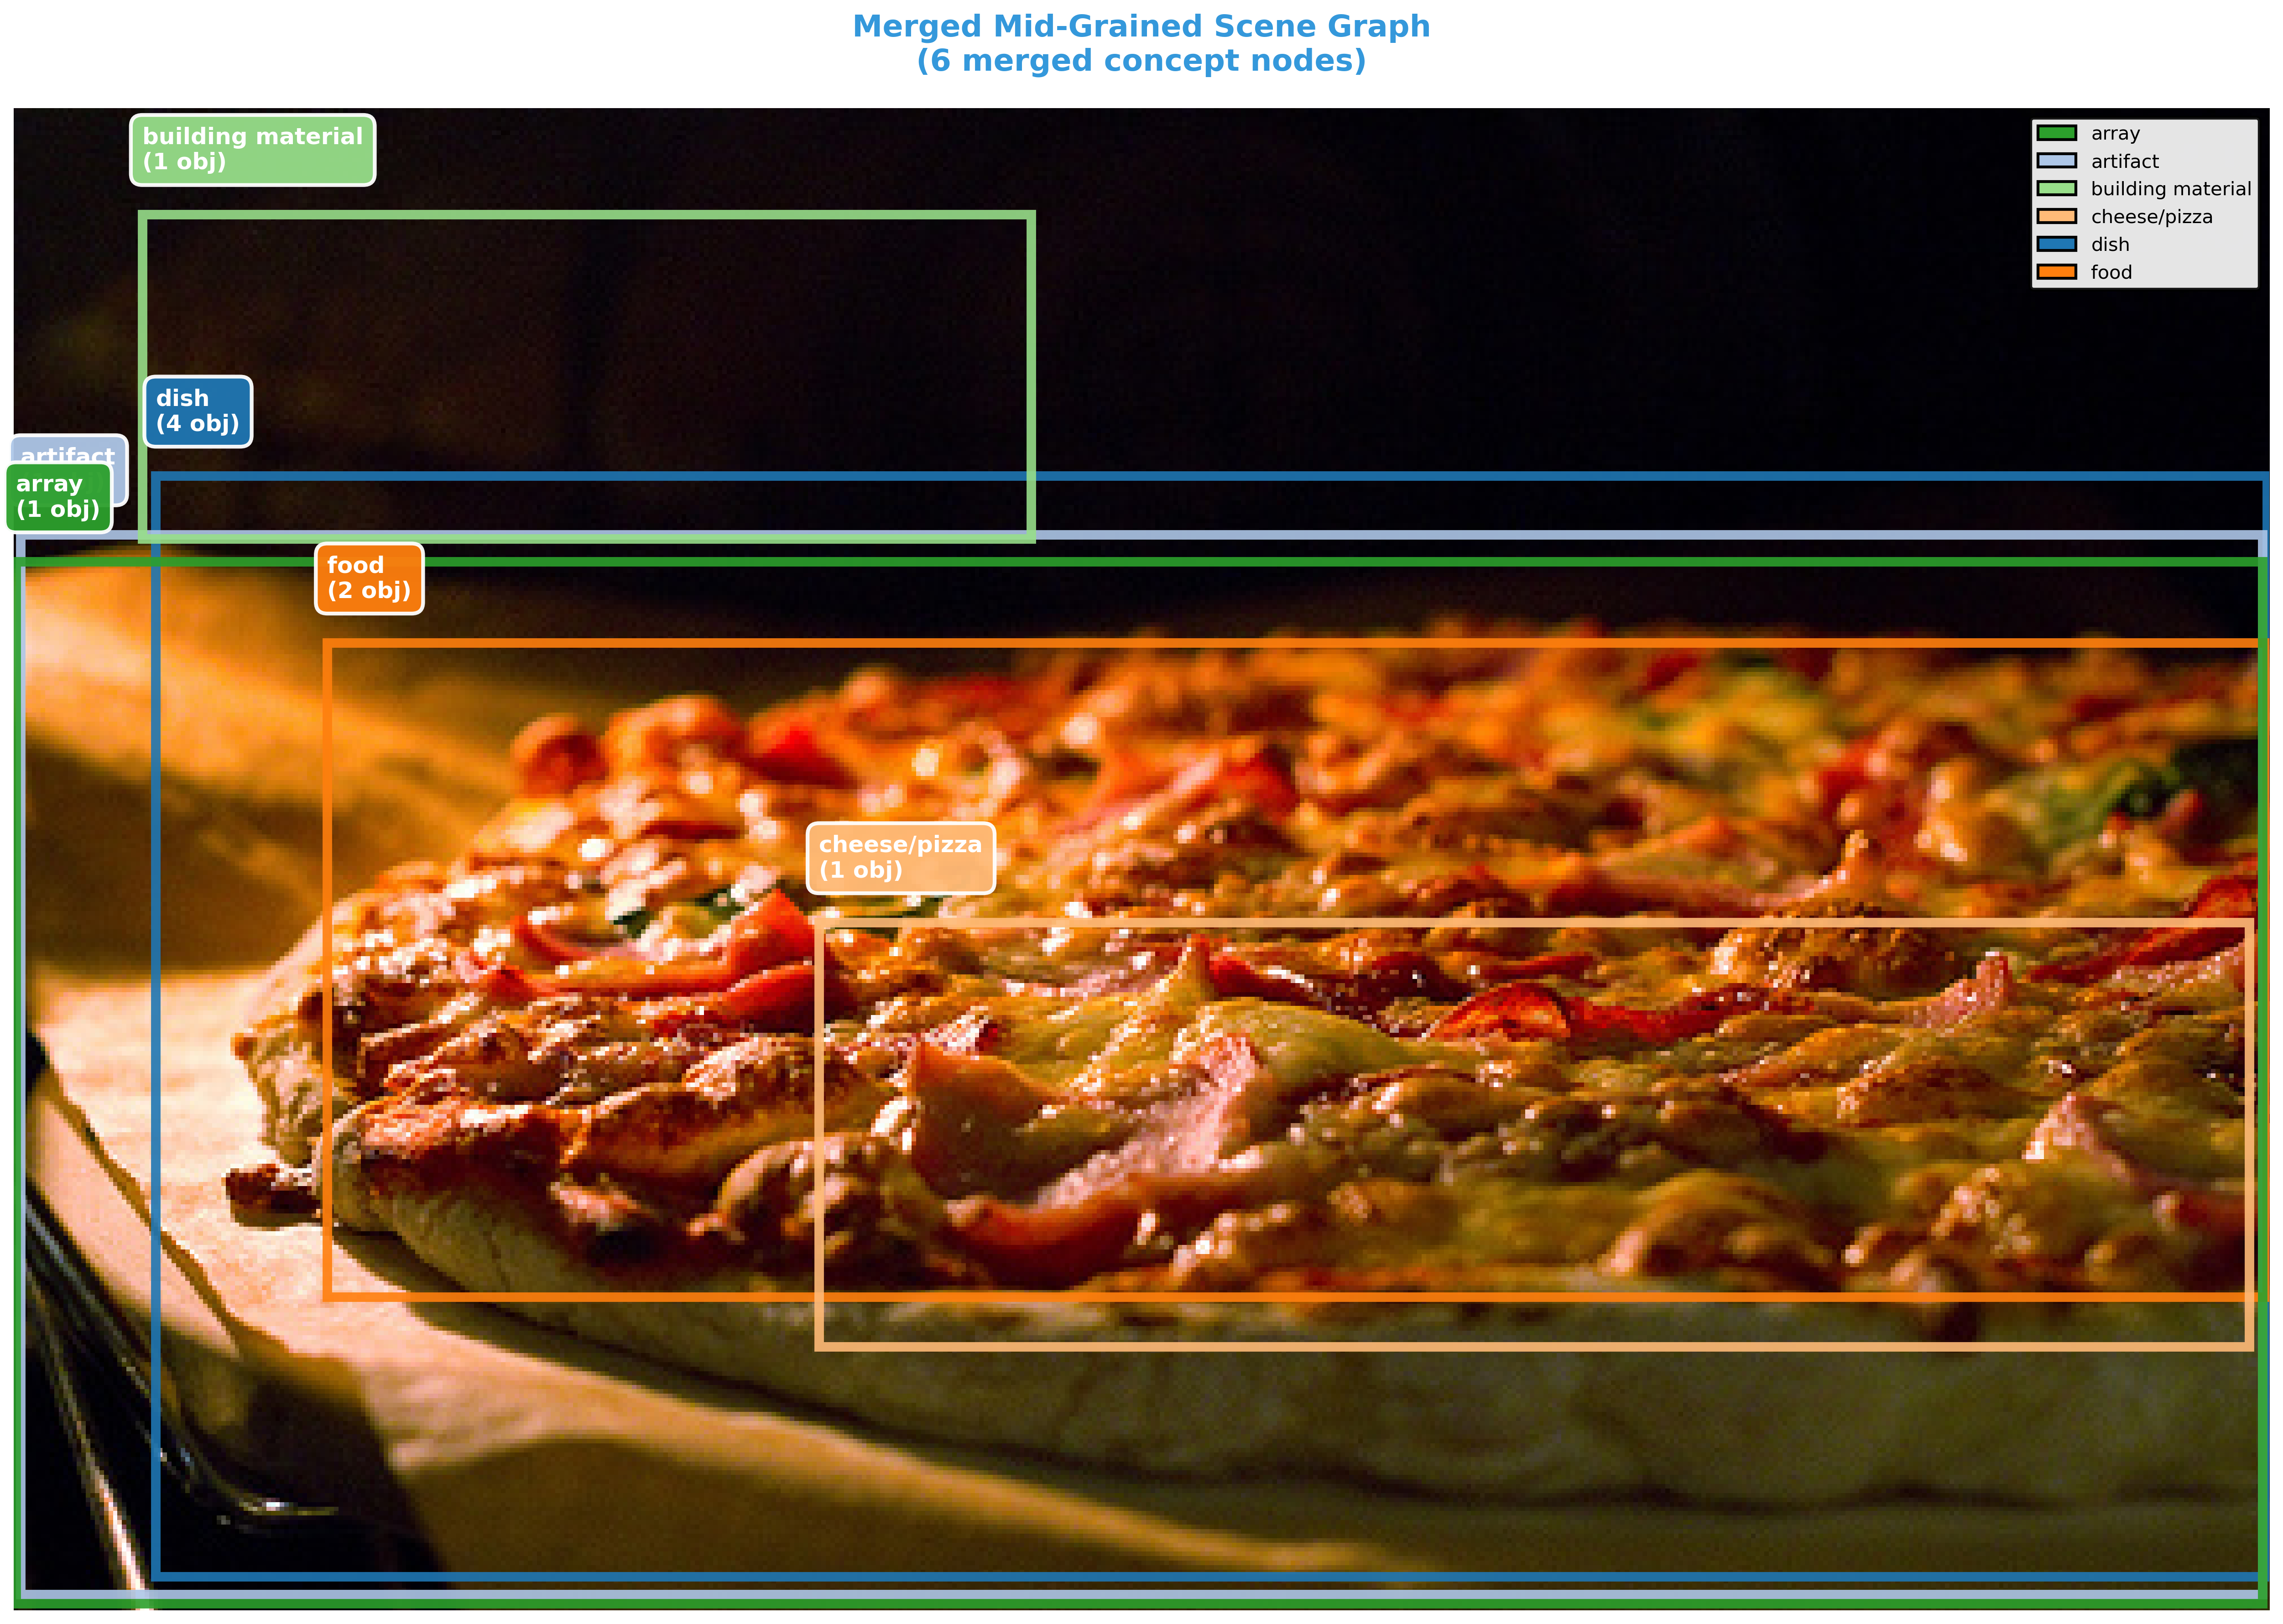 Merged Mid-Grained Scene Graph
(6 merged concept nodes)
building material
(1 obj)
array
artifact
building material
cheese/pizza
dish
food
dish
(4 obj)
artifact
array
(1 obj)
food
(2 obj)
cheese/pizza
(1 obj)